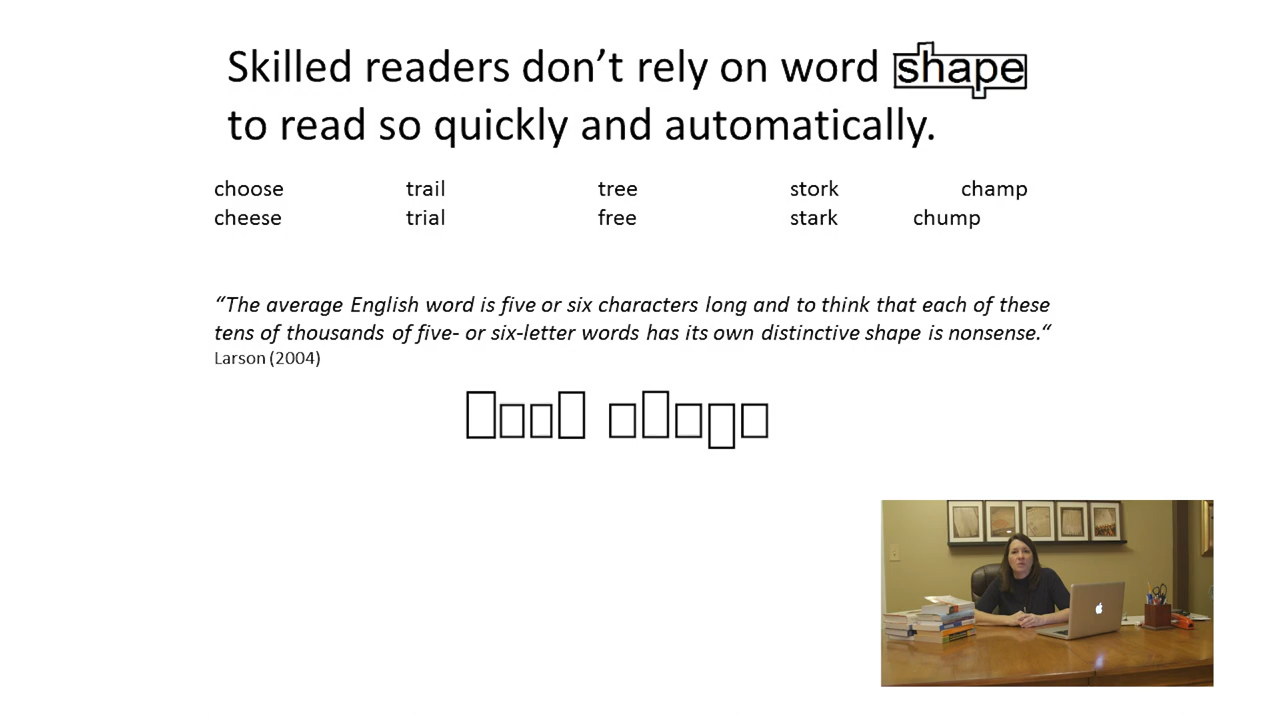 Skilled readers don’t rely on word shape
to read so quickly and automatically.
choose trail tree stork champ
cheese trial free stark chump
“The average English word is five or six characters long and to think that each of these
tens of thousands of five- or six-letter words has its own distinctive shape is nonsense.“
Larson (2004)